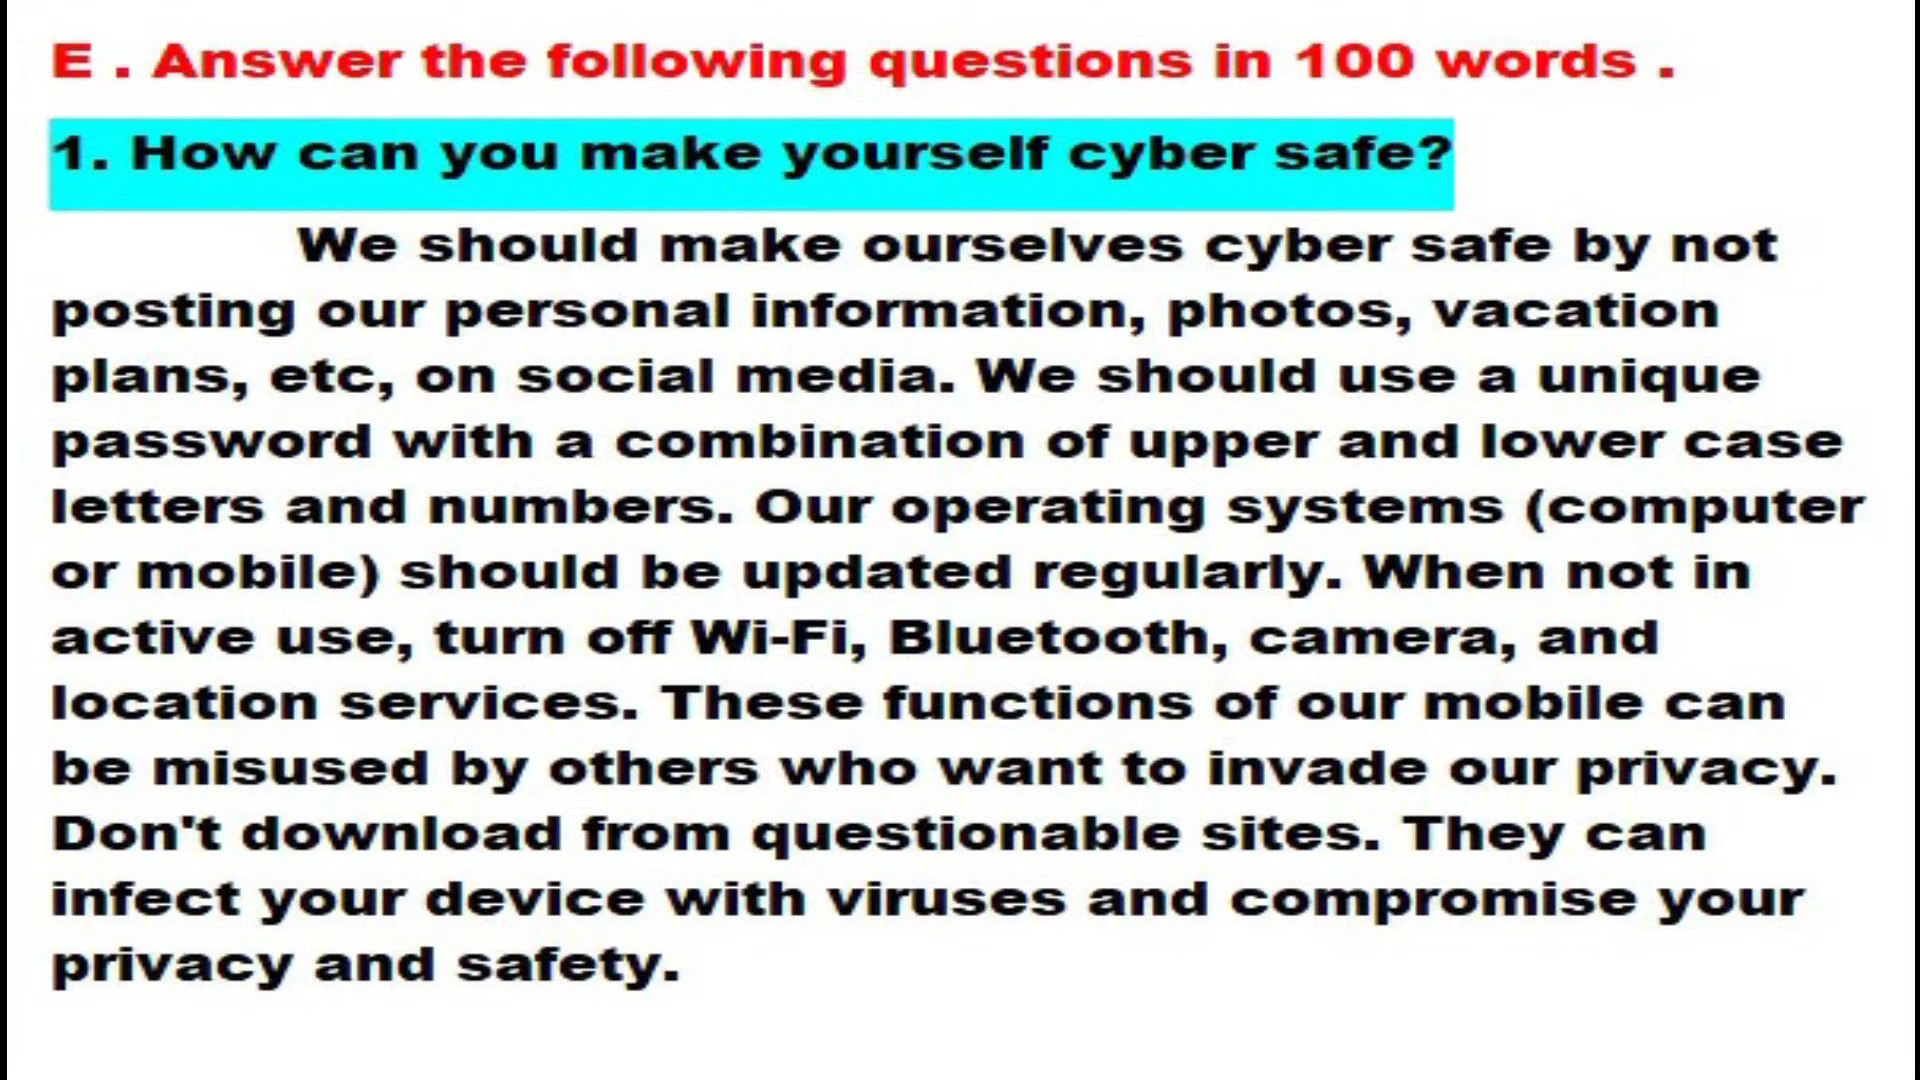 E . Answer the following questions in 100 words .
1. How can you make yourself cyber safe?
We should make ourselves cyber safe by not
posting our personal information, photos, vacation
plans, etc, on social media. We should use a unique
password with a combination of upper and lower case
letters and numbers. Our operating systems (computer
or mobile) should be updated regularly. When not in
active use, turn off Wi-Fi, Bluetooth, camera, and
location services. These functions of our mobile can
be misused by others who want to invade our privacy.
Don't download from questionable sites. They can
infect your device with viruses and compromise your
privacy and safety.